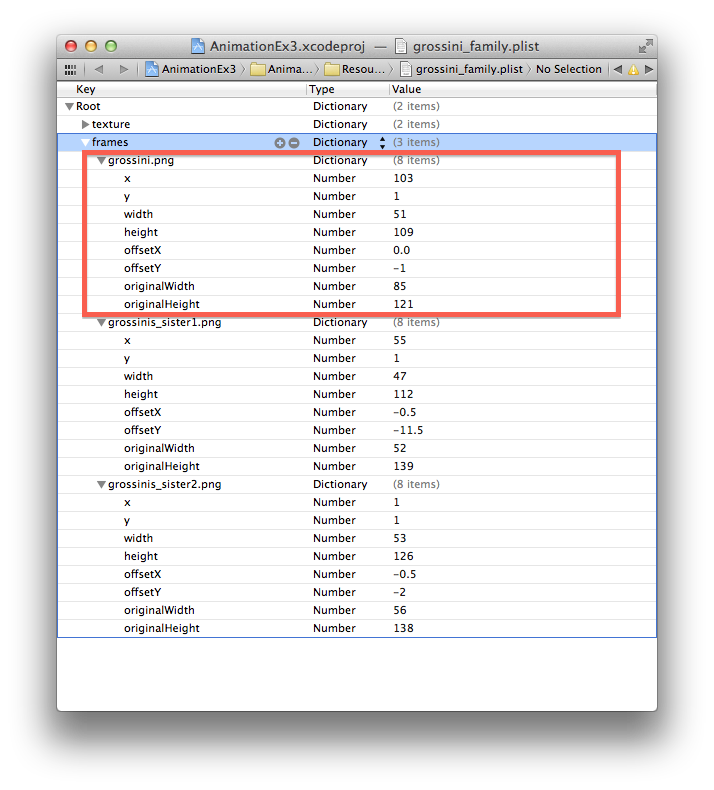 AnimationEx3.xcodeproj — grossini_family.plist
AnimationEx3 Anima... Resou... grossini_family.plist No Selection
Key Type Value
Root Dictionary (2 items)
texture Dictionary (2 items)
frames Dictionary (3 items)
grossini.png Dictionary (8 items)
x Number 103
y Number 1
width Number 51
height Number 109
offsetX Number 0.0
offsetY Number -1
originalWidth Number 85
originalHeight Number 121
grossinis_sister1.png Dictionary (8 items)
x Number 55
y Number 1
width Number 47
height Number 112
offsetX Number -0.5
offsetY Number -11.5
originalWidth Number 52
originalHeight Number 139
grossinis_sister2.png Dictionary (8 items)
x Number 1
y Number 1
width Number 53
height Number 126
offsetX Number -0.5
offsetY Number -2
originalWidth Number 56
originalHeight Number 138